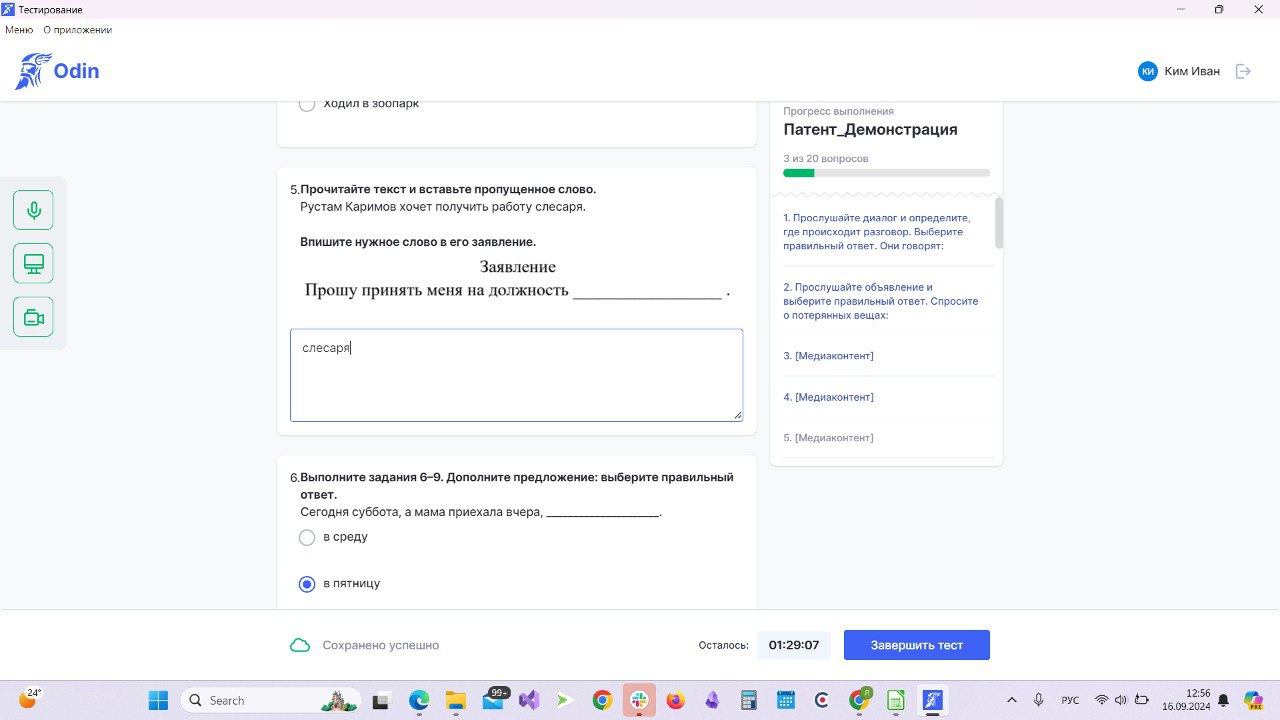 Тестирование
Меню О приложении
Odin
КИ Ким Иван
Ходил в зоопарк
5.Прочитайте текст и вставьте пропущенное слово.
Рустам Каримов хочет получить работу слесаря.
Впишите нужное слово в его заявление.
Заявление
Прошу принять меня на должность _________________ .
слесаря
6.Выполните задания 6–9. Дополните предложение: выберите правильный
ответ.
Сегодня суббота, а мама приехала вчера, ___________________.
в среду
в пятницу
Прогресс выполнения
Патент_Демонстрация
3 из 20 вопросов
1. Прослушайте диалог и определите,
где происходит разговор. Выберите
правильный ответ. Они говорят:
2. Прослушайте объявление и
выберите правильный ответ. Спросите
о потерянных вещах:
3. [Медиаконтент]
4. [Медиаконтент]
5. [Медиаконтент]
Сохранено успешно
Осталось: 01:29:07 Завершить тест
24°
Search
99+
РУС
12:56
16.09.2024
PRE